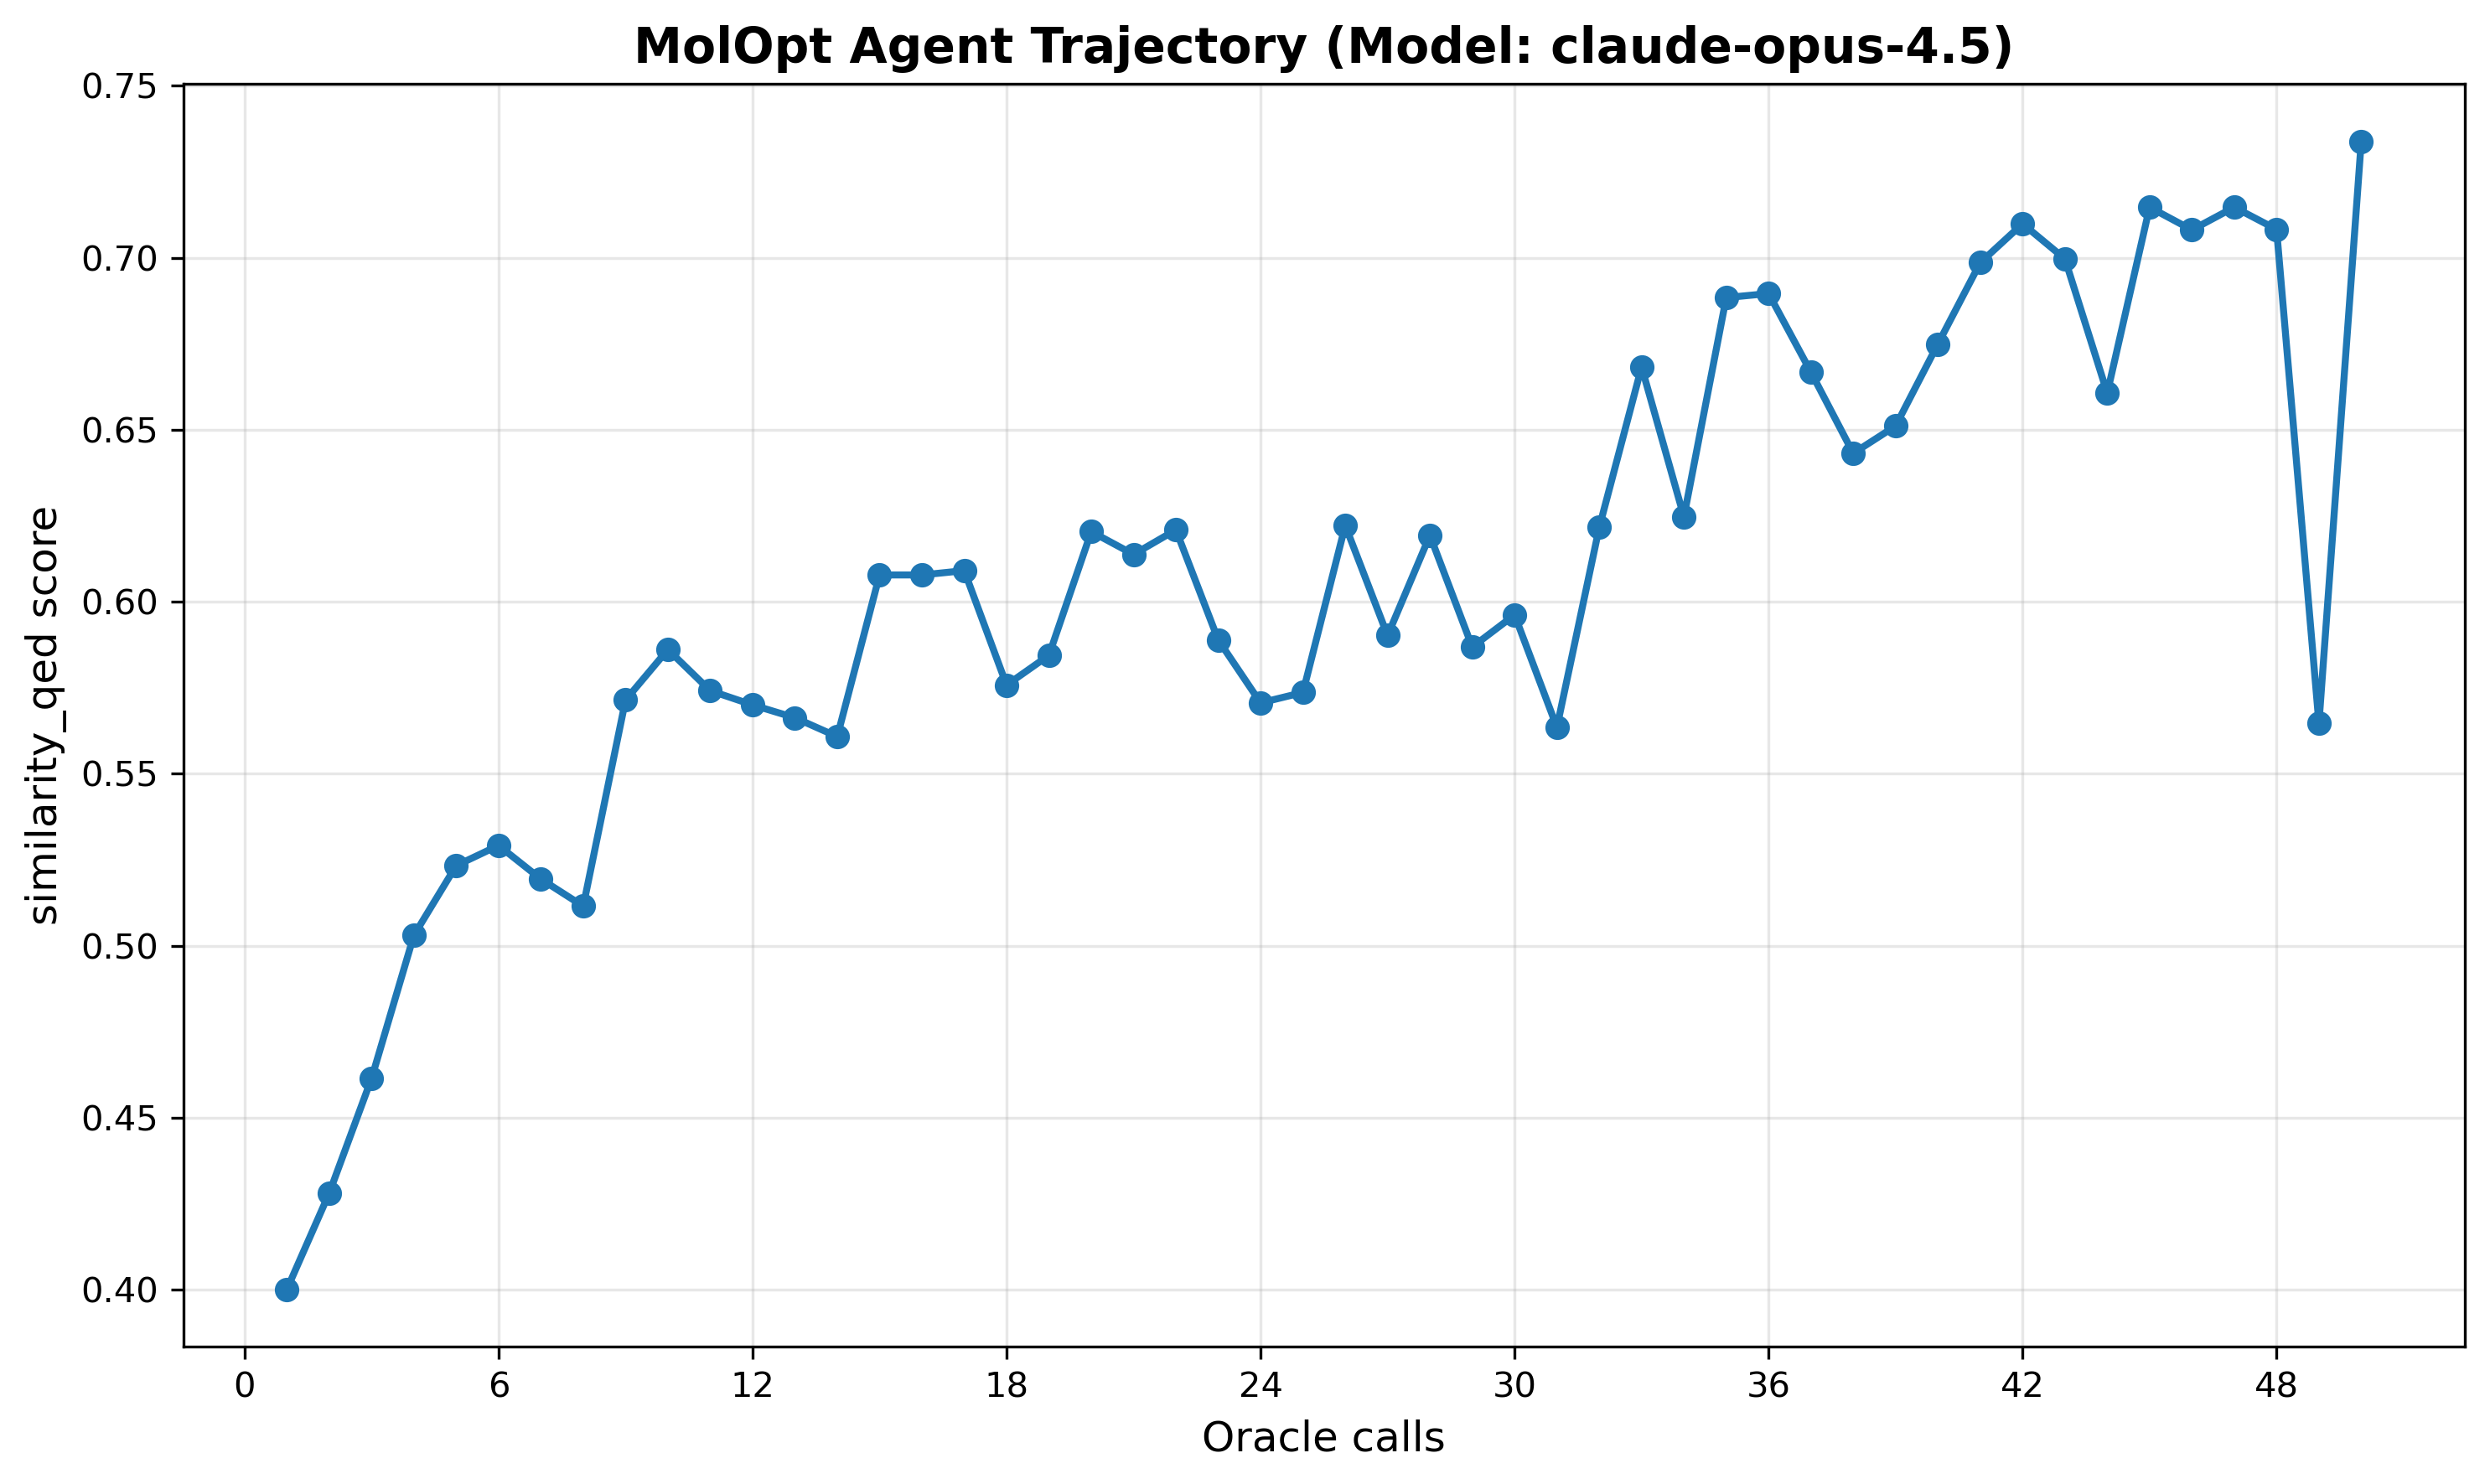 MolOpt Agent Trajectory (Model: claude-opus-4.5)
similarity_qed score
0.75
0.70
0.65
0.60
0.55
0.50
0.45
0.40
0 6 12 18 24 30 36 42 48
Oracle calls